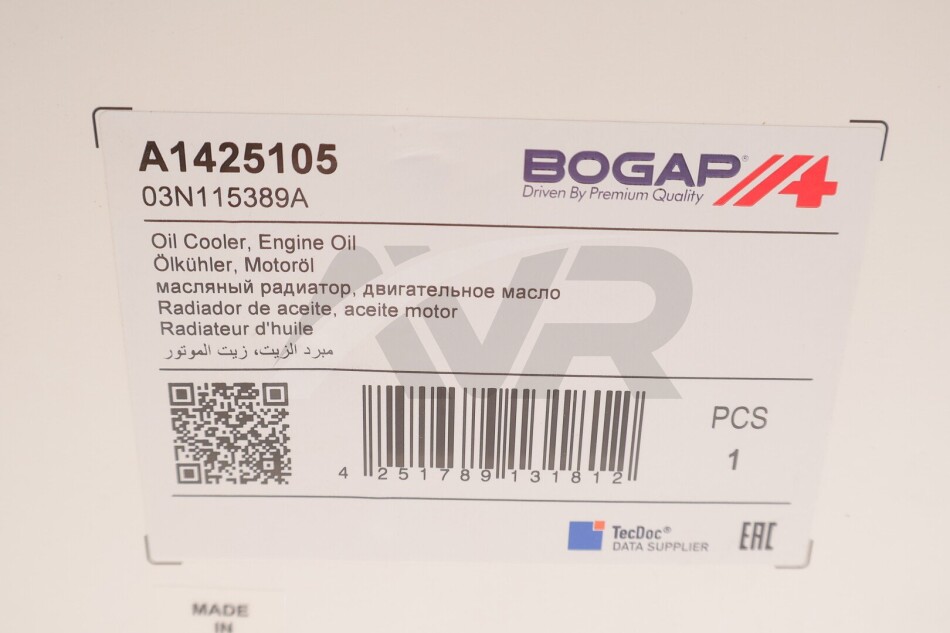 A1425105
03N115389A
BOGAP®
Driven By Premium Quality
Oil Cooler, Engine Oil
Ölkühler, Motoröl
масляный радиатор, двигательное масло
Radiador de aceite, aceite motor
Radiateur d'huile
مبرد الزيت، زيت الموتور
AVR
PCS
1
4 251789 131812
TecDoc®
DATA SUPPLIER
EAC
MADE
IN